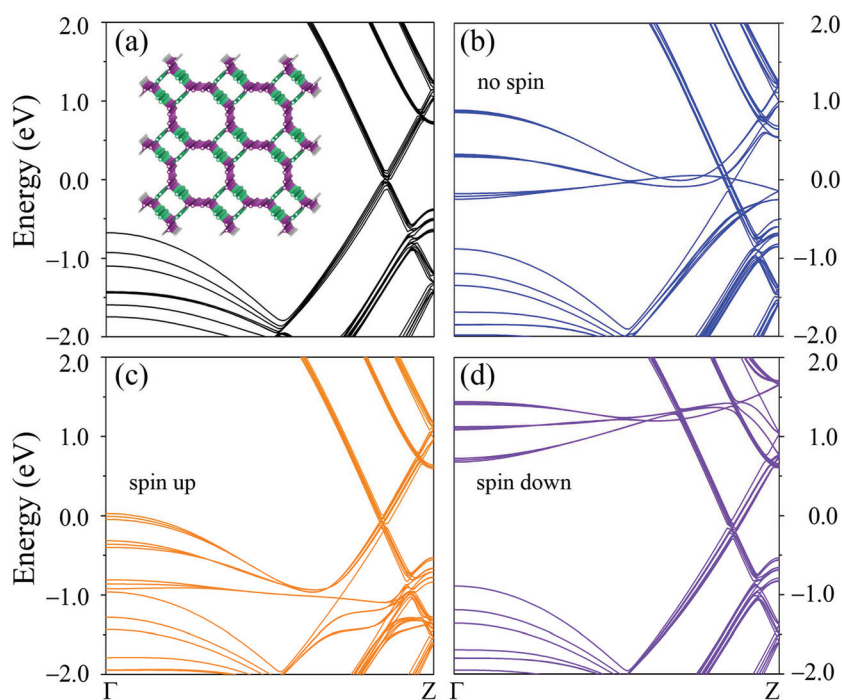 2.0 (a) (b) 2.0
no spin
1.0 1.0
Energy (eV) 0.0 0.0
−1.0 −1.0
−2.0 −2.0
2.0 (c) (d) 2.0
1.0 1.0
spin up spin down
Energy (eV) 0.0 0.0
−1.0 −1.0
−2.0 −2.0
Γ Z Γ Z